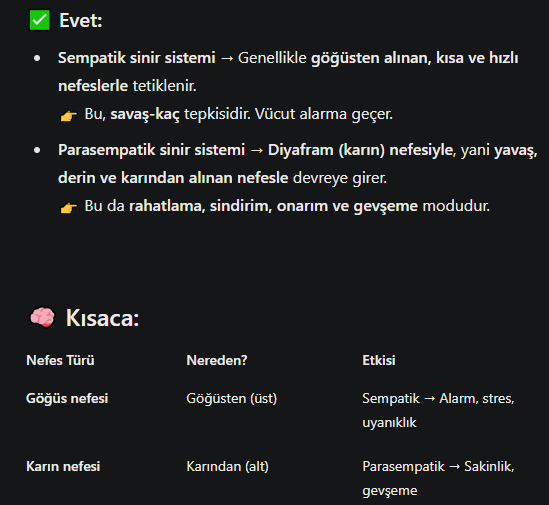 ✅ Evet:
• Sempatik sinir sistemi → Genellikle göğüsten alınan, kısa ve hızlı
nefeslerle tetiklenir.
👉 Bu, savaş-kaç tepkisidir. Vücut alarma geçer.
• Parasempatik sinir sistemi → Diyafram (karın) nefesiyle, yani yavaş,
derin ve karından alınan nefesle devreye girer.
👉 Bu da rahatlama, sindirim, onarım ve gevşeme modudur.
🧠 Kısaca:
Nefes Türü Nereden? Etkisi
Göğüs nefesi Göğüsten (üst) Sempatik → Alarm, stres,
uyanıklık
Karın nefesi Karından (alt) Parasempatik → Sakinlik,
gevşeme